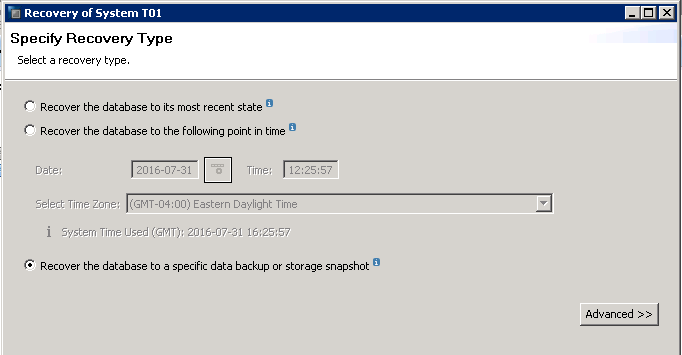 Recovery of System T01
Specify Recovery Type
Select a recovery type.
Recover the database to its most recent state
Recover the database to the following point in time
Date: 2016-07-31 Time: 12:25:57
Select Time Zone: (GMT-04:00) Eastern Daylight Time
System Time Used (GMT): 2016-07-31 16:25:57
Recover the database to a specific data backup or storage snapshot
Advanced >>